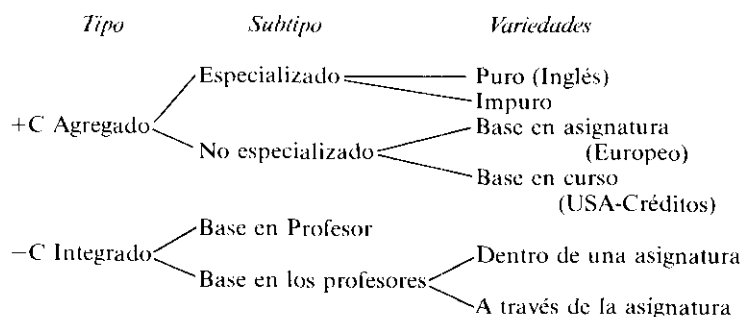 Tipo Subtipo Variedades
Especializado Puro (Inglés)
Impuro
+C Agregado Base en asignatura
No especializado (Europeo)
Base en curso
(USA-Créditos)
Base en Profesor
−C Integrado Dentro de una asignatura
Base en los profesores
A través de la asignatura